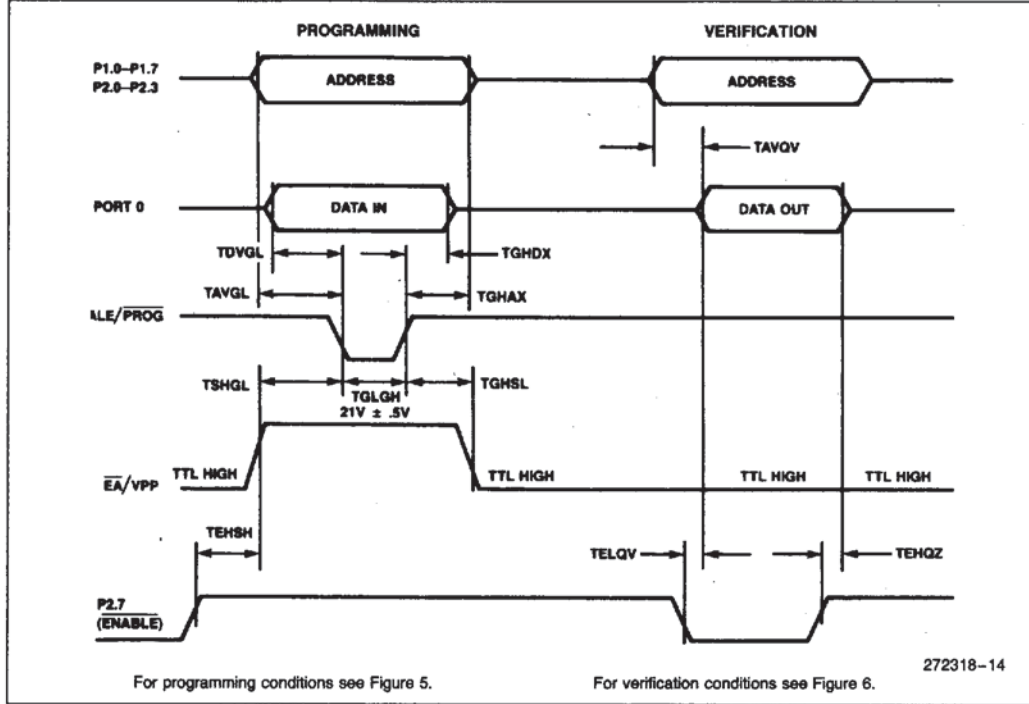 PROGRAMMING VERIFICATION
P1.0–P1.7
P2.0–P2.3
ADDRESS ADDRESS
TAVQV
PORT 0
DATA IN DATA OUT
TDVGL TGHDX
TAVGL TGHAX
ALE/PROG
TSHGL TGLGH TGHSL
21V ± .5V
EA/VPP
TTL HIGH TTL HIGH TTL HIGH TTL HIGH
TEHSH TELQV TEHQZ
P2.7
(ENABLE)
272318–14
For programming conditions see Figure 5. For verification conditions see Figure 6.